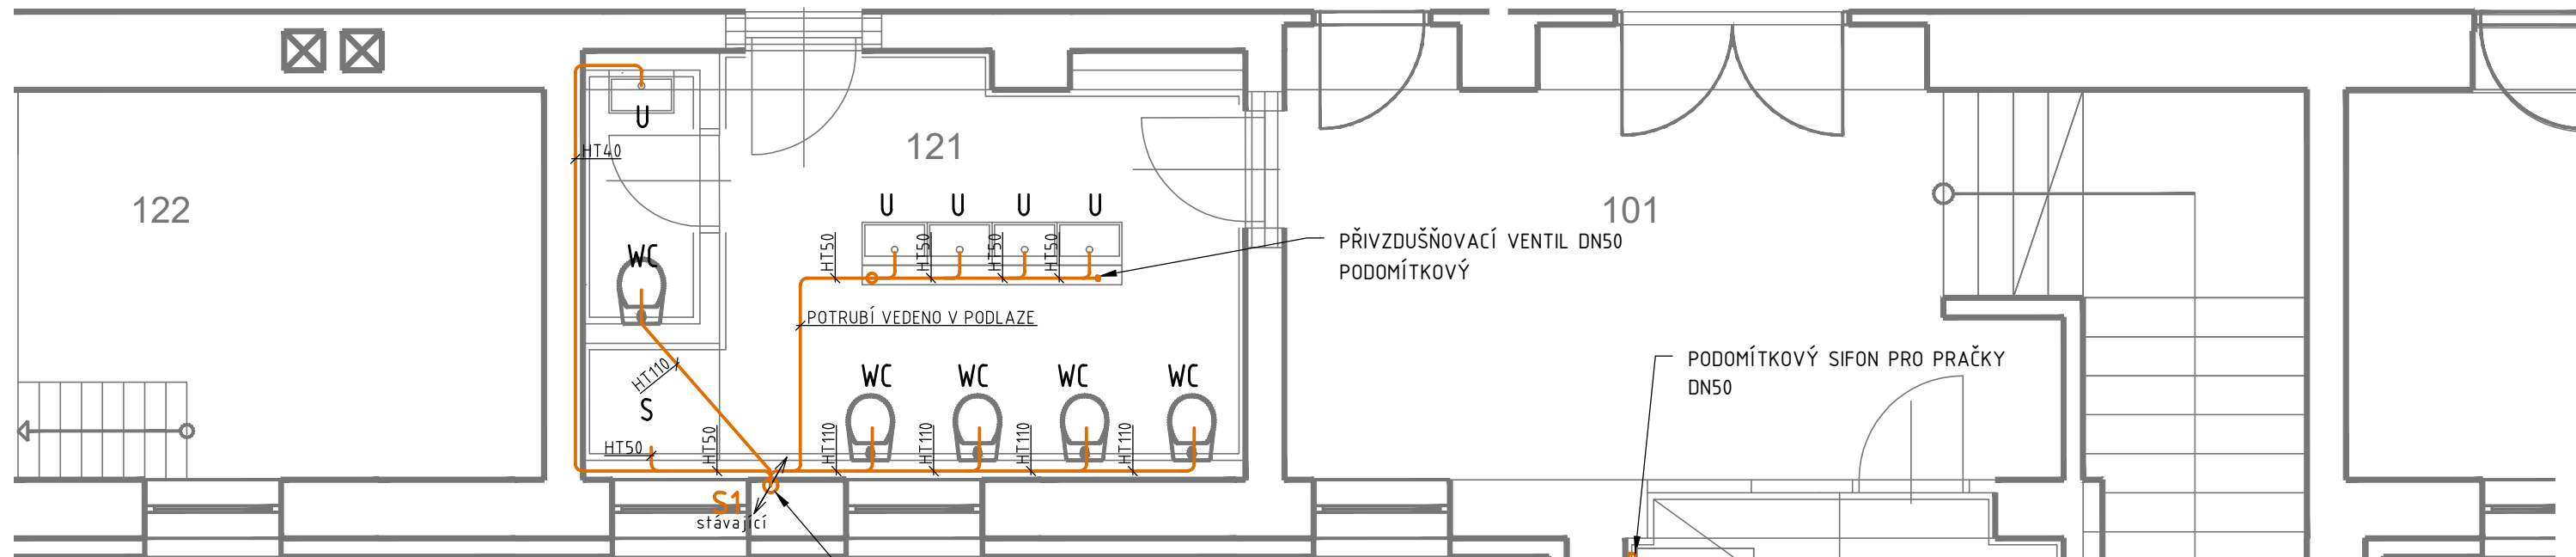 U
HT40
121
122
U U U U
101
WC
HT50
HT50
HT50
HT50
PŘIVZDUŠŇOVACÍ VENTIL DN50
PODOMÍTKOVÝ
POTRUBÍ VEDENO V PODLAZE
HT110
S
WC WC WC WC
PODOMÍTKOVÝ SIFON PRO PRAČKY
DN50
HT50
HT50
HT110
HT110
HT110
HT110
S1
stávající